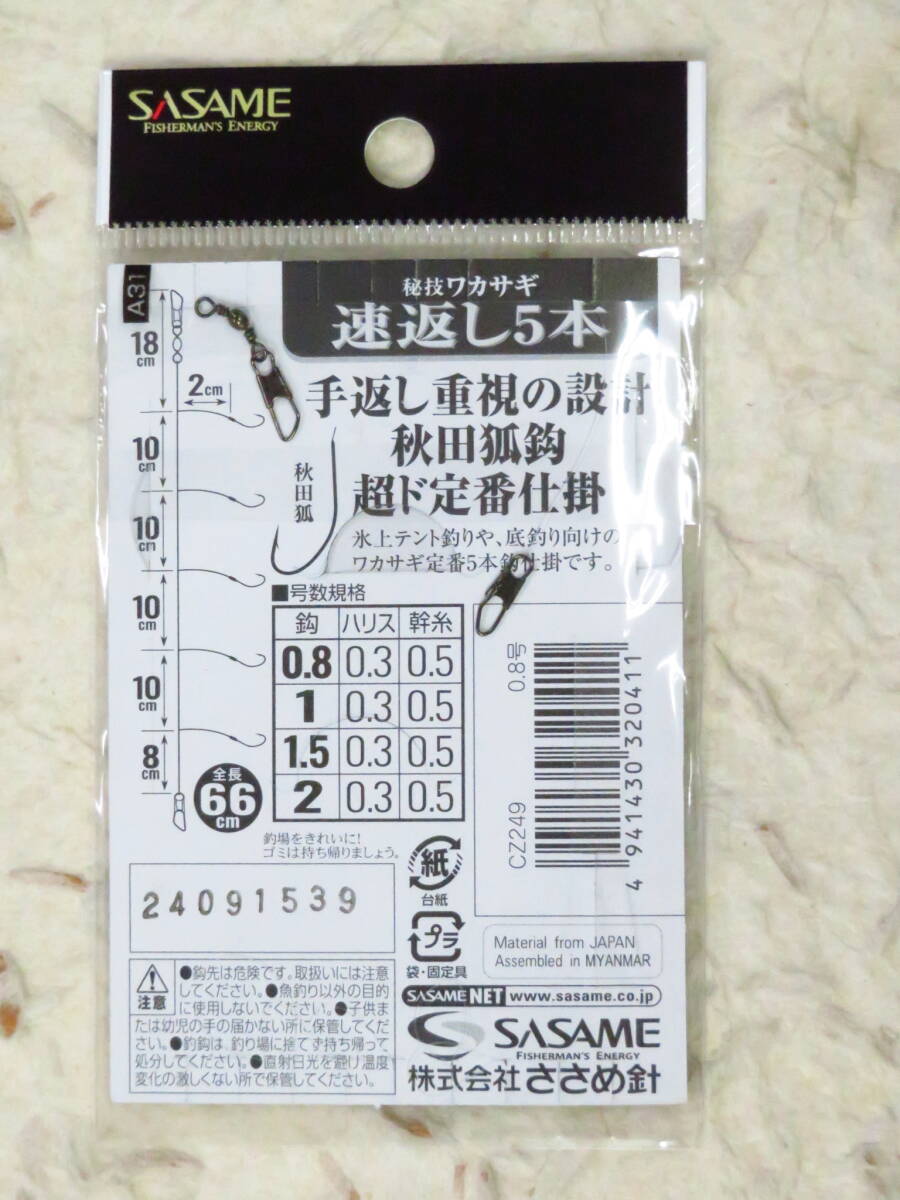 SASAME
FISHERMAN'S ENERGY
A31
秘技ワカサギ
速返し5本
18cm
2cm
10cm
10cm
10cm
10cm
8cm
全長
66cm
手返し重視の設計
秋田狐鈎
超ド定番仕掛
秋田狐
氷上テント釣りや、底釣り向けの
ワカサギ定番5本鈎仕掛です。
■号数規格
鈎 ハリス 幹糸
0.8 0.3 0.5
1 0.3 0.5
1.5 0.3 0.5
2 0.3 0.5
0.8号
CZ249
4 941430 320411
釣場をきれいに!
ゴミは持ち帰りましょう。
紙
台紙
プラ
袋・固定具
24091539
Material from JAPAN
Assembled in MYANMAR
注意
●鈎先は危険です。取扱いには注意
してください。●魚釣り以外の目的
に使用しないでください。●子供ま
たは幼児の手の届かない所に保管してくだ
さい。●釣鈎は、釣り場に捨てず持ち帰って
処分してください。●直射日光を避け温度
変化の激しくない所で保管してください。
SASAME NET www.sasame.co.jp
SASAME
FISHERMAN'S ENERGY
株式会社ささめ針